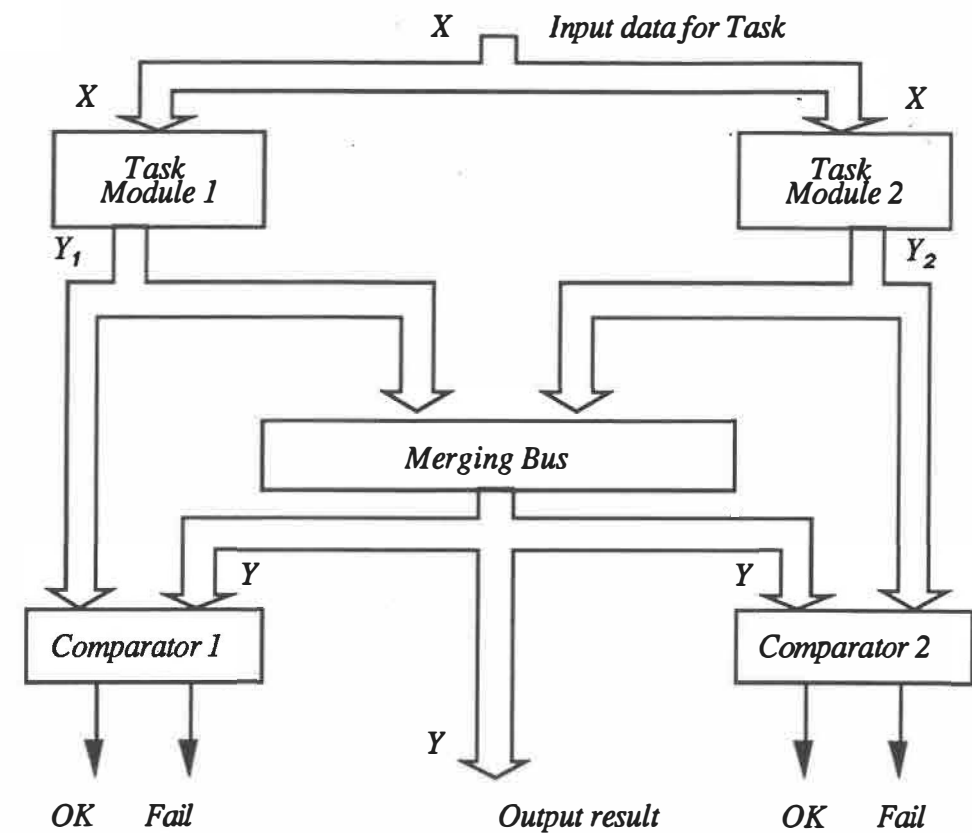 X Input data for Task
X X
Task
Module 1
Task
Module 2
Y₁ Y₂
Merging Bus
Y Y
Comparator 1 Comparator 2
Y
OK Fail Output result OK Fail